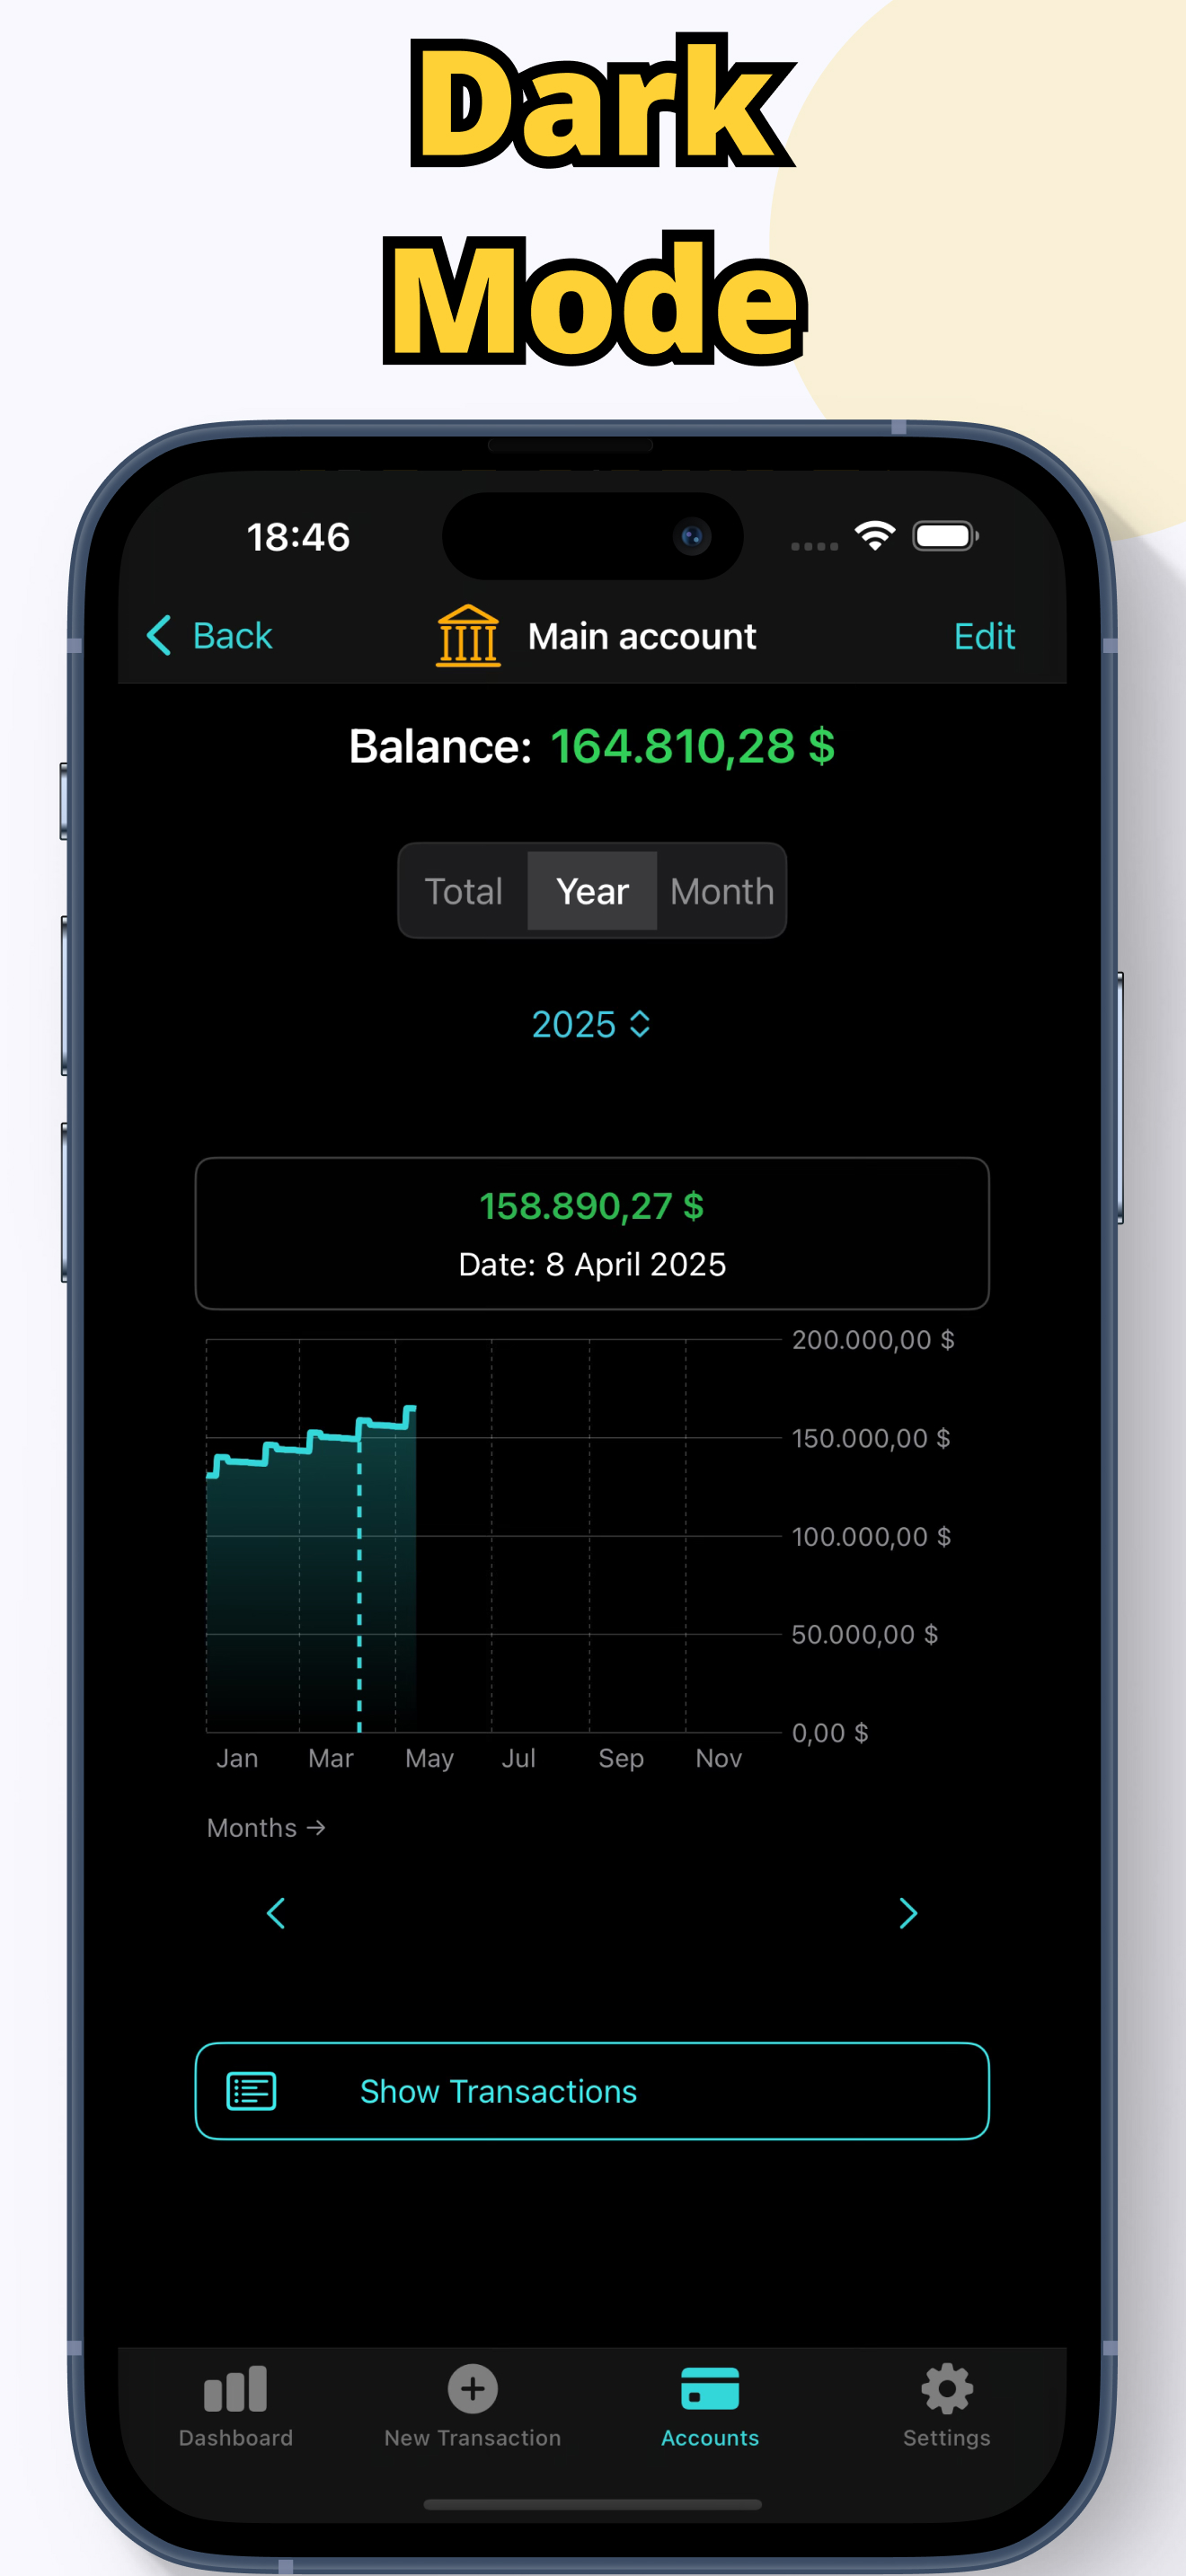 Dark
Mode
18:46
Back
Main account
Edit
Balance: 164.810,28 $
Total
Year
Month
2025
158.890,27 $
Date: 8 April 2025
200.000,00 $
150.000,00 $
100.000,00 $
50.000,00 $
0,00 $
Jan
Mar
May
Jul
Sep
Nov
Months →
Show Transactions
Dashboard
New Transaction
Accounts
Settings